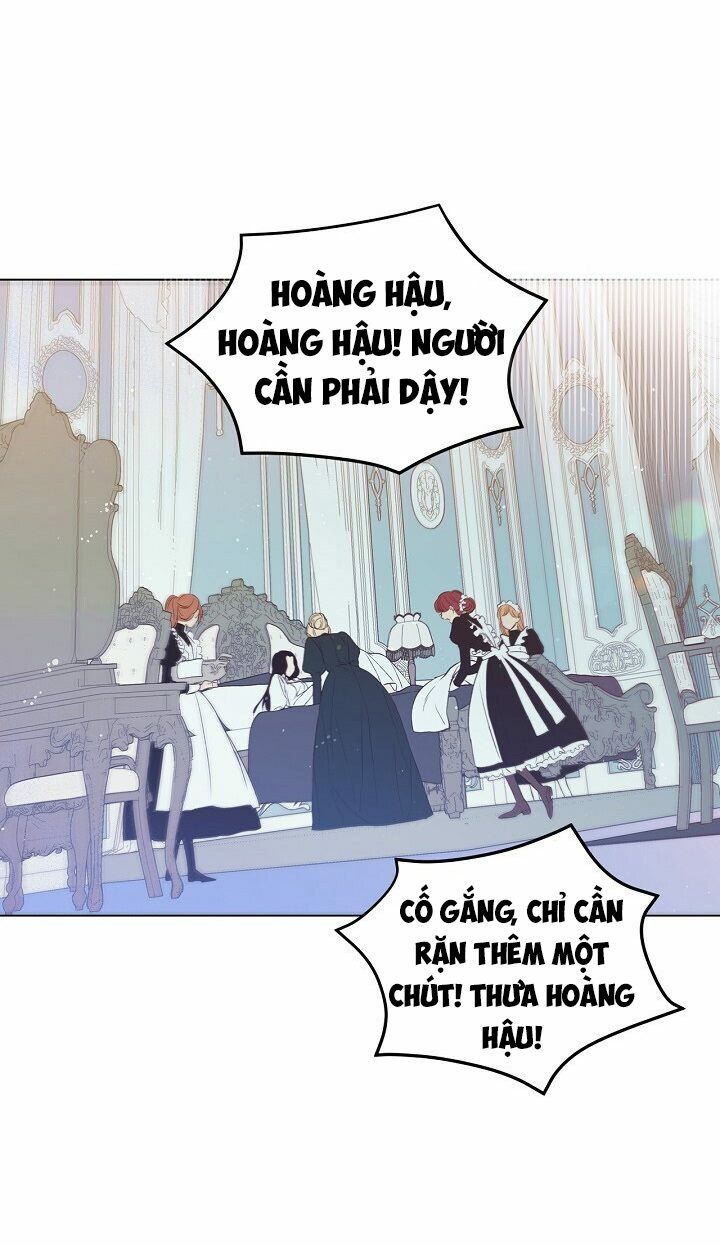 HOÀNG HẬU,
HOÀNG HẬU! NGƯỜI
CẦN PHẢI DẬY!
CỐ GẮNG, CHỈ CẦN
RẶN THÊM MỘT
CHÚT! THƯA HOÀNG
HẬU!